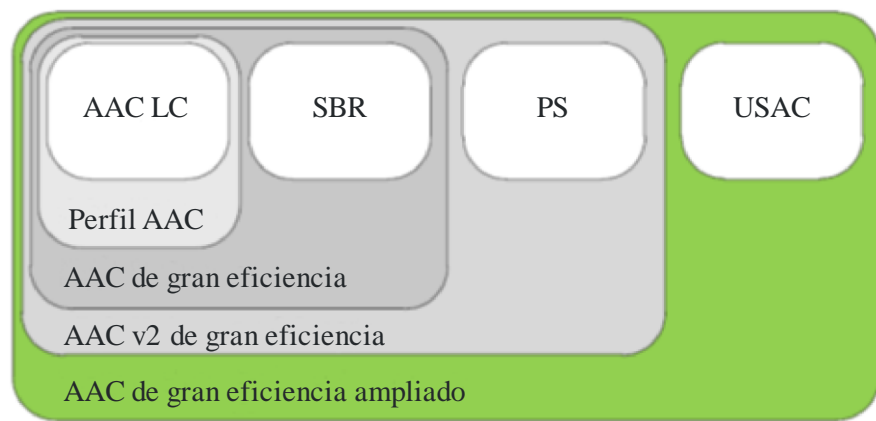 AAC LC
SBR
PS
USAC
Perfil AAC
AAC de gran eficiencia
AAC v2 de gran eficiencia
AAC de gran eficiencia ampliado